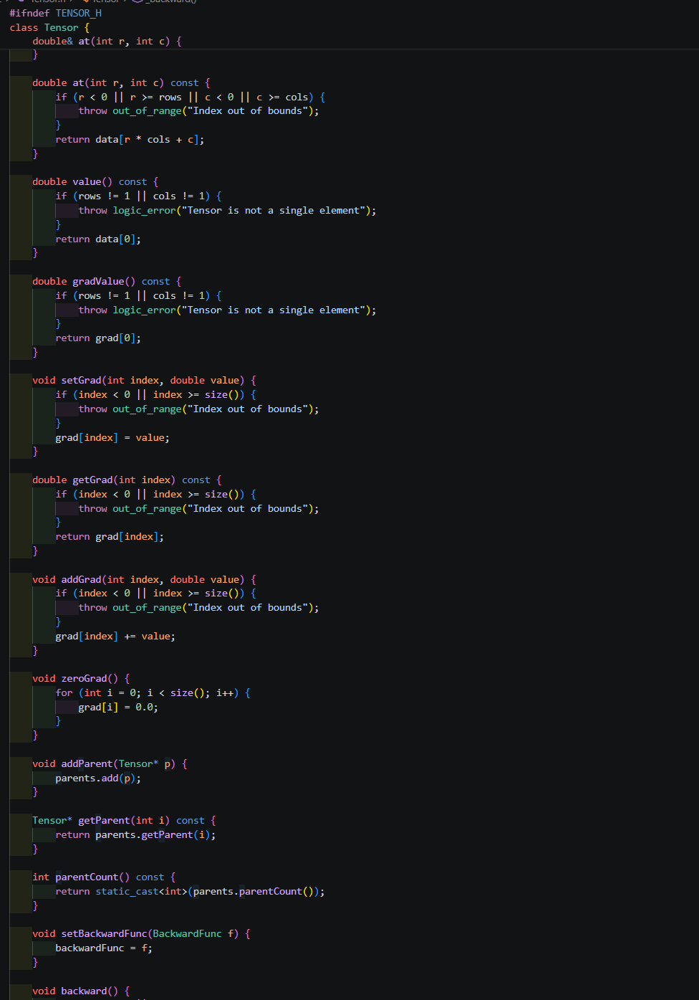 Tensor.h > Tensor > _backward()
#ifndef TENSOR_H
class Tensor {
    double& at(int r, int c) {
    }

    double at(int r, int c) const {
        if (r < 0 || r >= rows || c < 0 || c >= cols) {
            throw out_of_range("Index out of bounds");
        }
        return data[r * cols + c];
    }

    double value() const {
        if (rows != 1 || cols != 1) {
            throw logic_error("Tensor is not a single element");
        }
        return data[0];
    }

    double gradValue() const {
        if (rows != 1 || cols != 1) {
            throw logic_error("Tensor is not a single element");
        }
        return grad[0];
    }

    void setGrad(int index, double value) {
        if (index < 0 || index >= size()) {
            throw out_of_range("Index out of bounds");
        }
        grad[index] = value;
    }

    double getGrad(int index) const {
        if (index < 0 || index >= size()) {
            throw out_of_range("Index out of bounds");
        }
        return grad[index];
    }

    void addGrad(int index, double value) {
        if (index < 0 || index >= size()) {
            throw out_of_range("Index out of bounds");
        }
        grad[index] += value;
    }

    void zeroGrad() {
        for (int i = 0; i < size(); i++) {
            grad[i] = 0.0;
        }
    }

    void addParent(Tensor* p) {
        parents.add(p);
    }

    Tensor* getParent(int i) const {
        return parents.getParent(i);
    }

    int parentCount() const {
        return static_cast<int>(parents.parentCount());
    }

    void setBackwardFunc(BackwardFunc f) {
        backwardFunc = f;
    }

    void backward() {